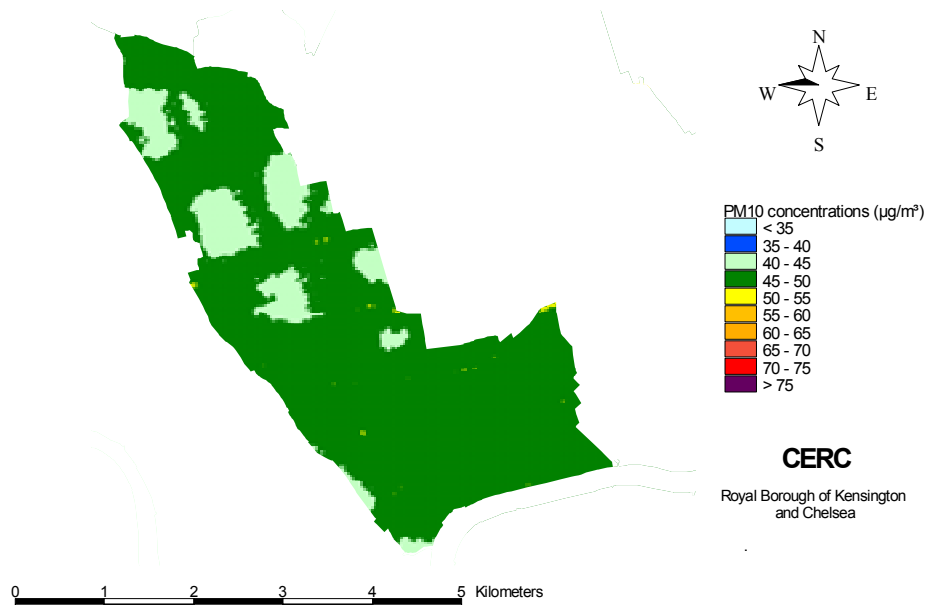 N
W E
S
PM10 concentrations (µg/m³)
< 35
35 - 40
40 - 45
45 - 50
50 - 55
55 - 60
60 - 65
65 - 70
70 - 75
> 75
CERC
Royal Borough of Kensington
and Chelsea
.
0 1 2 3 4 5 Kilometers